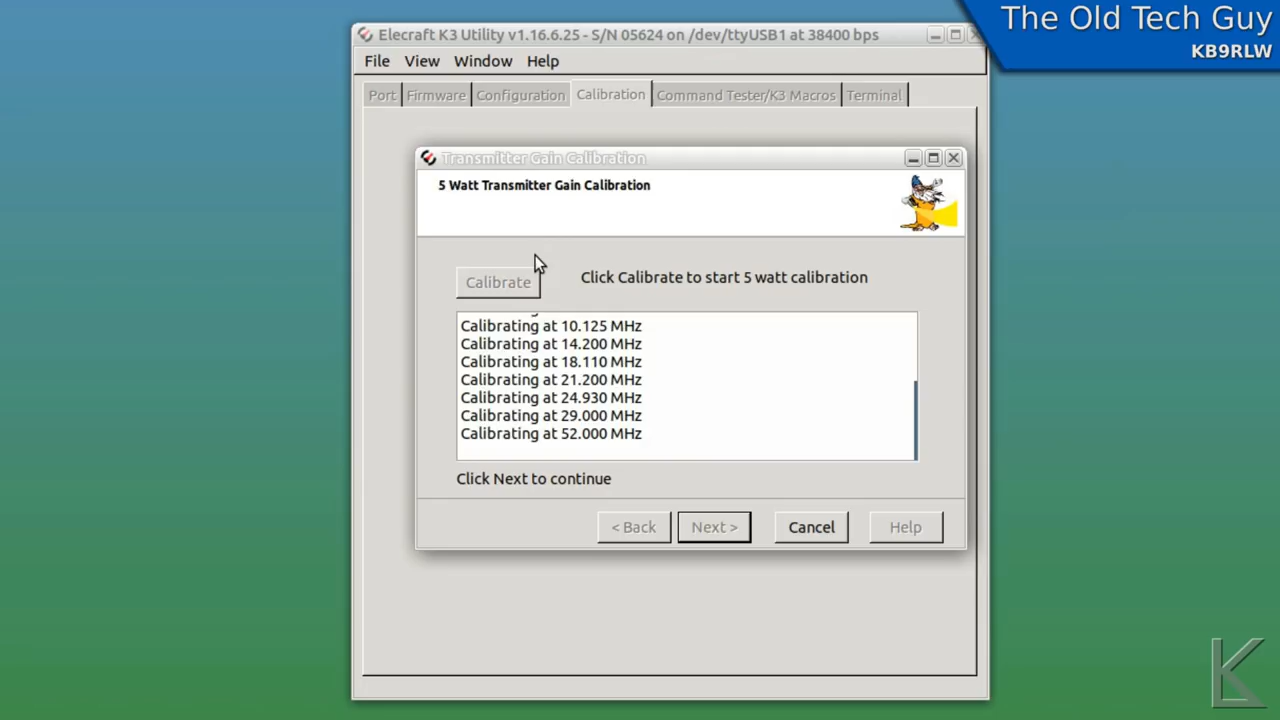 The Old Tech Guy
KB9RLW
Elecraft K3 Utility v1.16.6.25 - S/N 05624 on /dev/ttyUSB1 at 38400 bps
File View Window Help
Port Firmware Configuration Calibration Command Tester/K3 Macros Terminal
Transmitter Gain Calibration
5 Watt Transmitter Gain Calibration
Calibrate Click Calibrate to start 5 watt calibration
Calibrating at 10.125 MHz
Calibrating at 14.200 MHz
Calibrating at 18.110 MHz
Calibrating at 21.200 MHz
Calibrating at 24.930 MHz
Calibrating at 29.000 MHz
Calibrating at 52.000 MHz
Click Next to continue
< Back Next > Cancel Help
K